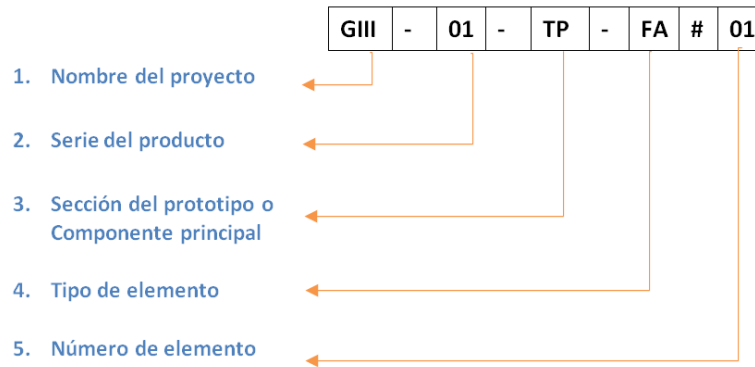 GIII - 01 - TP - FA # 01
1. Nombre del proyecto
2. Serie del producto
3. Sección del prototipo o
Componente principal
4. Tipo de elemento
5. Número de elemento